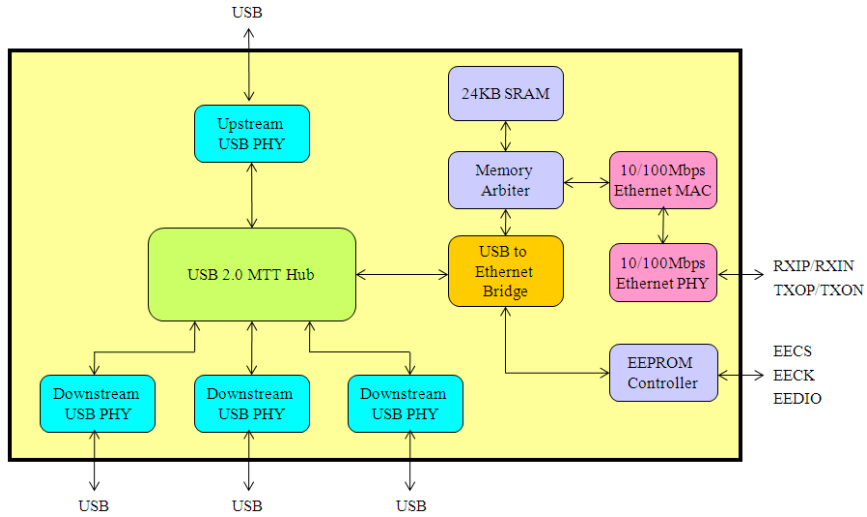 USB
24KB SRAM
Upstream
USB PHY
Memory
Arbiter
10/100Mbps
Ethernet MAC
USB 2.0 MTT Hub
USB to
Ethernet
Bridge
10/100Mbps
Ethernet PHY
RXIP/RXIN
TXOP/TXON
EEPROM
Controller
EECS
EECK
EEDIO
Downstream
USB PHY
Downstream
USB PHY
Downstream
USB PHY
USB
USB
USB